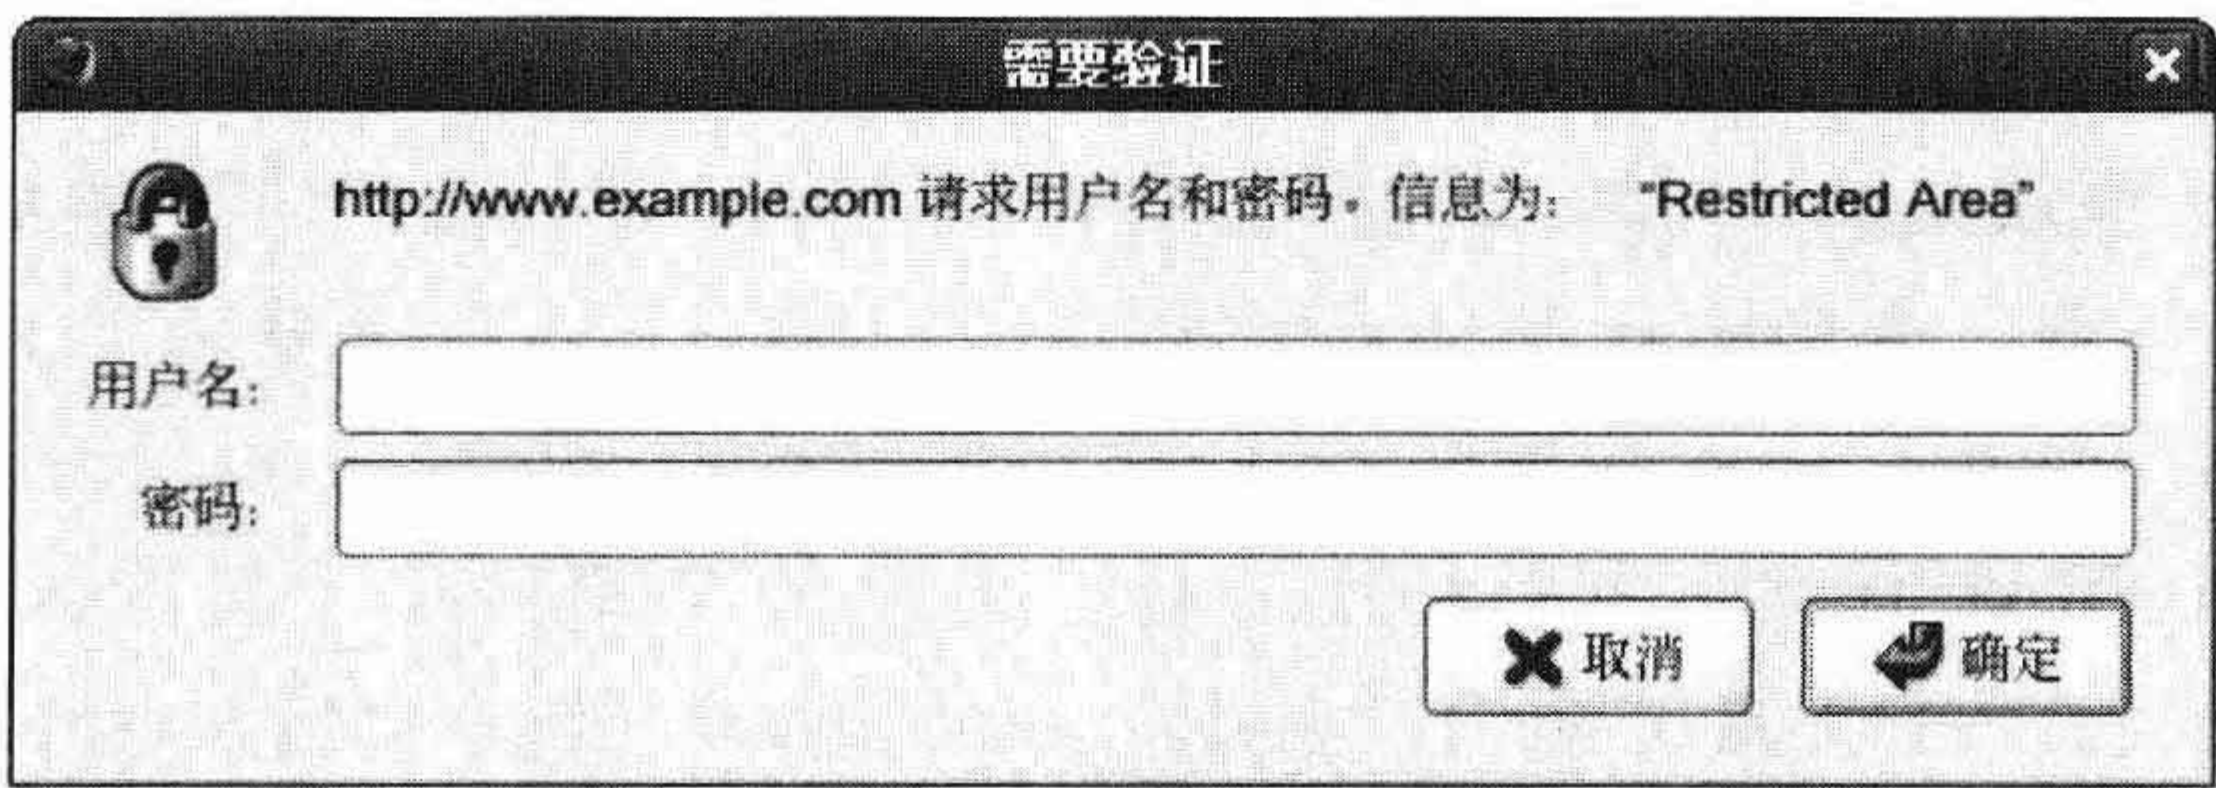 需要验证
http://www.example.com 请求用户名和密码。信息为: "Restricted Area"
用户名:
密码:
取消 确定